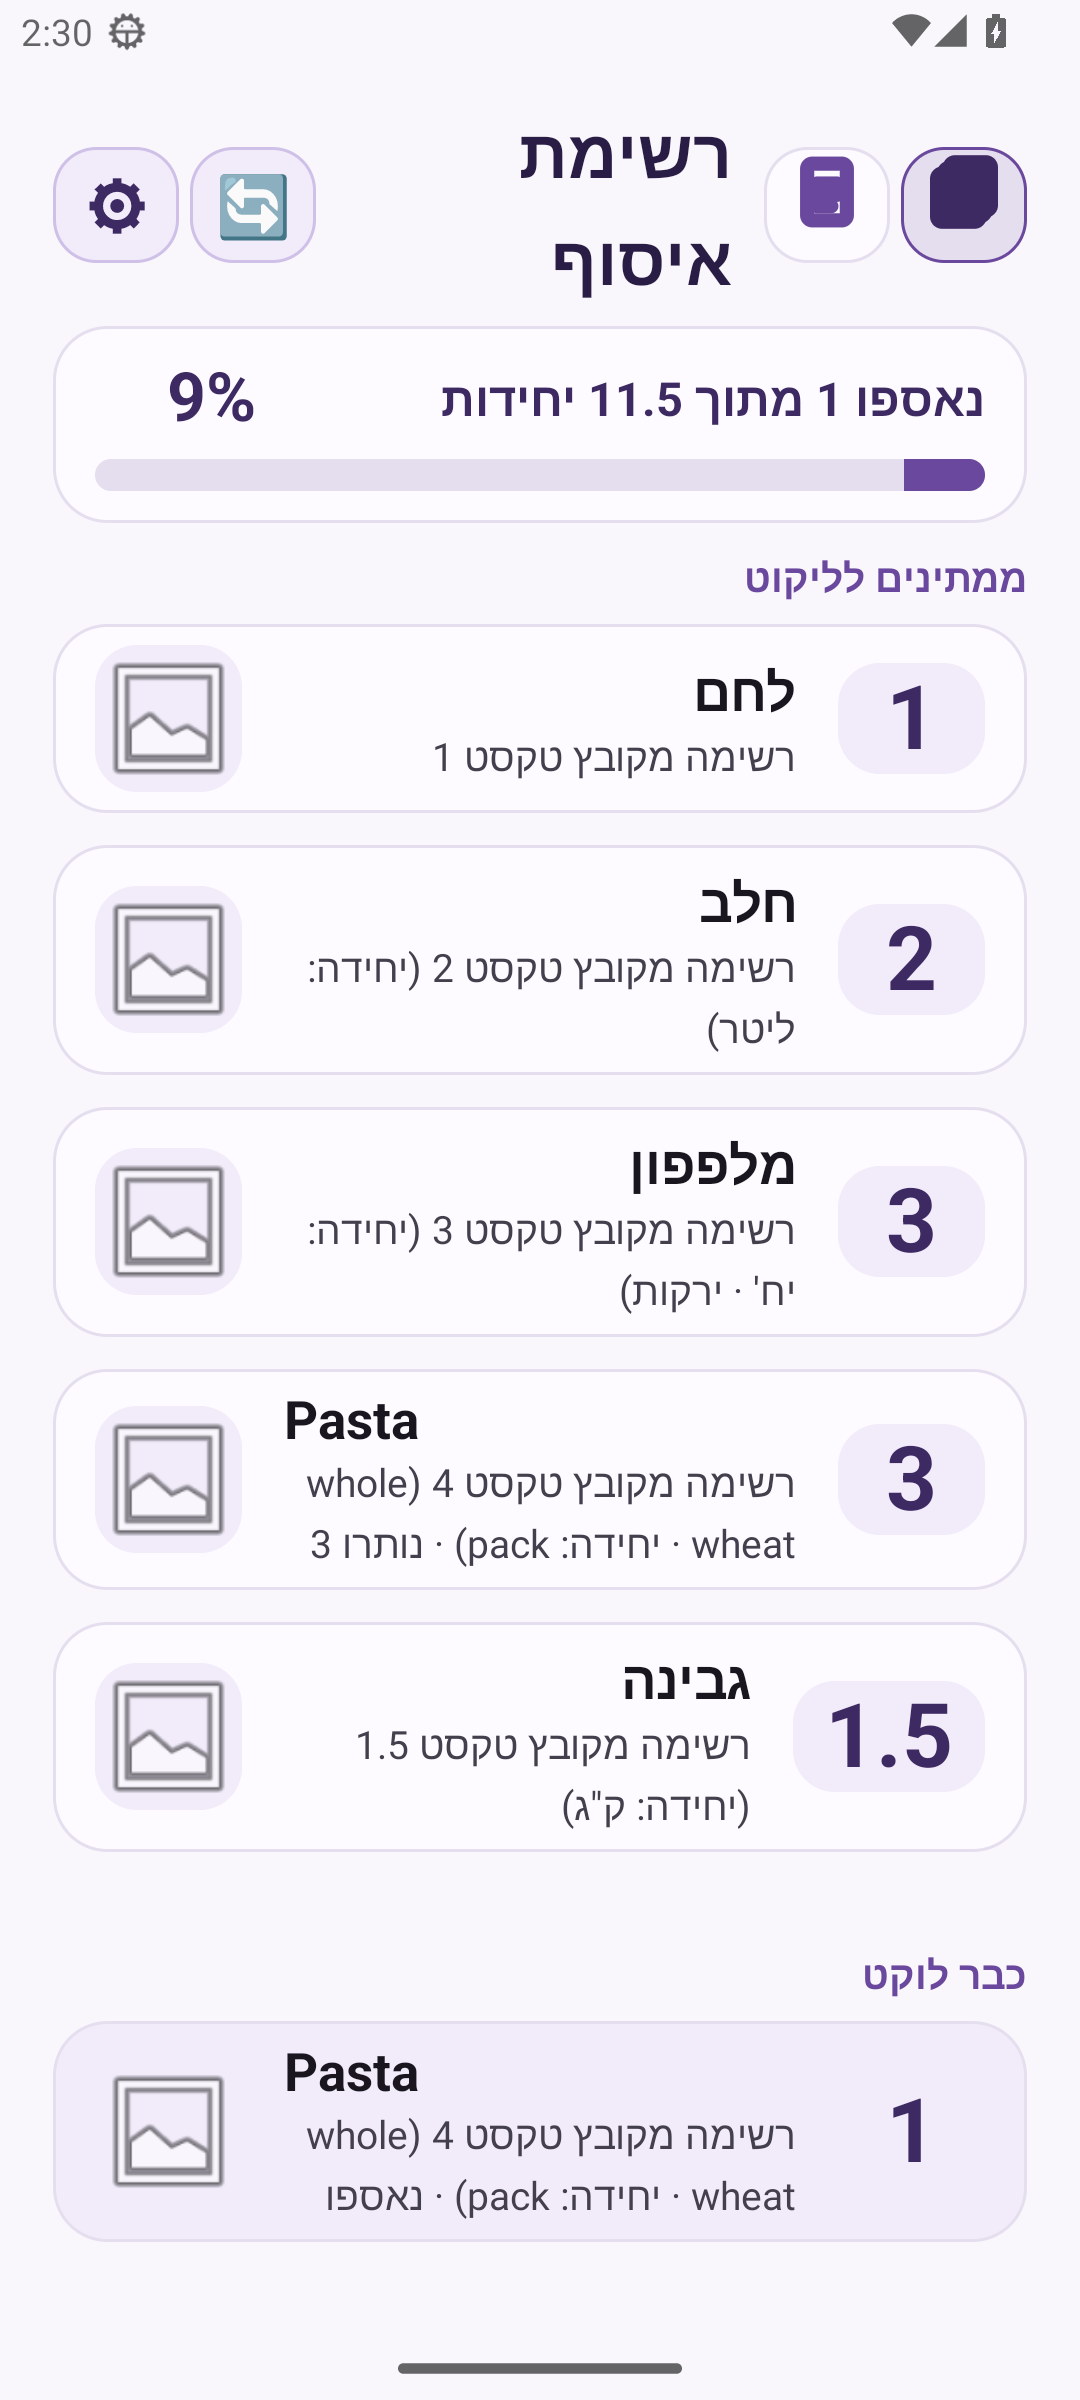 2:30
רשימת
איסוף
נאספו 1 מתוך 11.5 יחידות
9%
ממתינים לליקוט
1
לחם
רשימה מקובץ טקסט 1
2
חלב
רשימה מקובץ טקסט 2 (יחידה:
ליטר)
3
מלפפון
רשימה מקובץ טקסט 3 (יחידה:
יח' · ירקות)
3
Pasta
רשימה מקובץ טקסט 4 (whole
wheat · יחידה: pack) · נותרו 3
1.5
גבינה
רשימה מקובץ טקסט 1.5
(יחידה: ק"ג)
כבר לוקט
1
Pasta
רשימה מקובץ טקסט 4 (whole
wheat · יחידה: pack) · נאספו